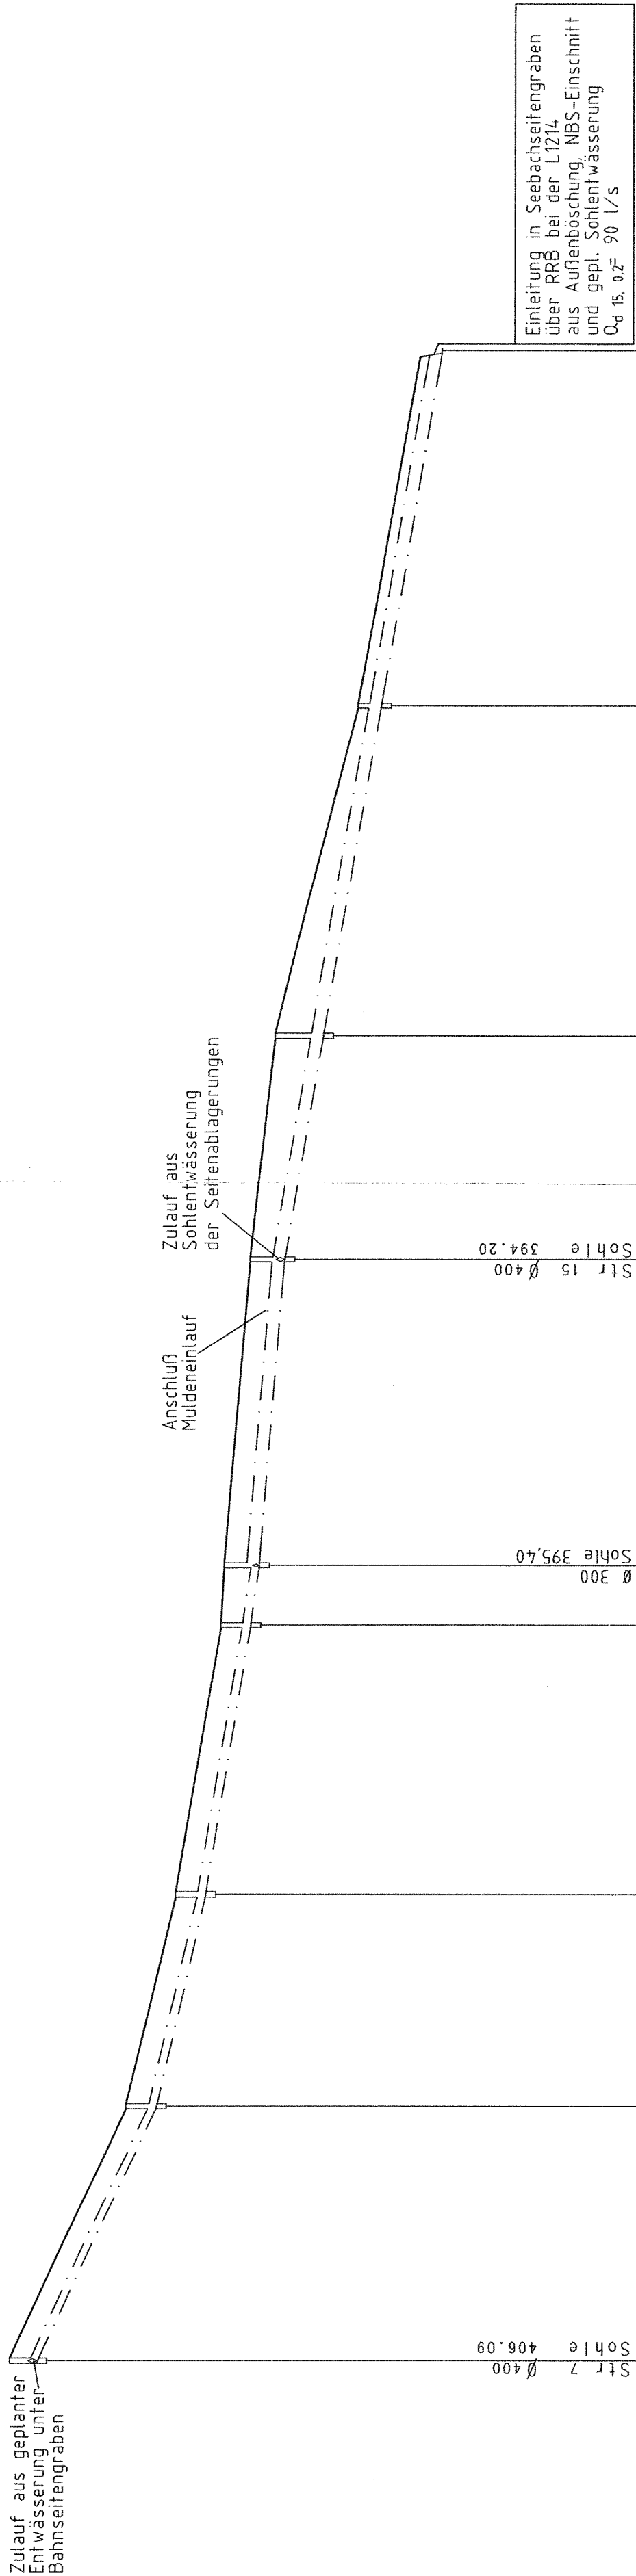 Zulauf aus geplanter
Entwässerung unter
Bahnseitengraben
Str 7 Ø400
Sohle 406.09
Ø 300
Sohle 395,40
Anschluß
Muldeneinlauf
Zulauf aus
Sohlentwässerung
der Seitenablagerungen
Str 15 Ø400
Sohle 394.20
Einleitung in Seebachseitengraben
über RRB bei der L1214
aus Außenböschung, NBS-Einschnitt
und gepl. Sohlentwässerung
Qd 15, 0,2= 90 l/s